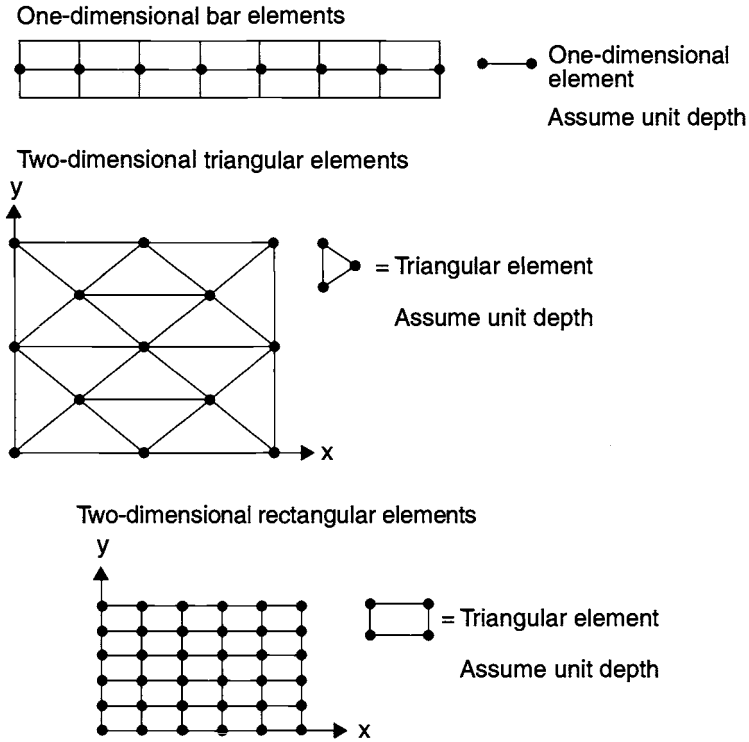 One-dimensional bar elements
One-dimensional
element
Assume unit depth
Two-dimensional triangular elements
y
= Triangular element
Assume unit depth
x
Two-dimensional rectangular elements
y
= Triangular element
Assume unit depth
x